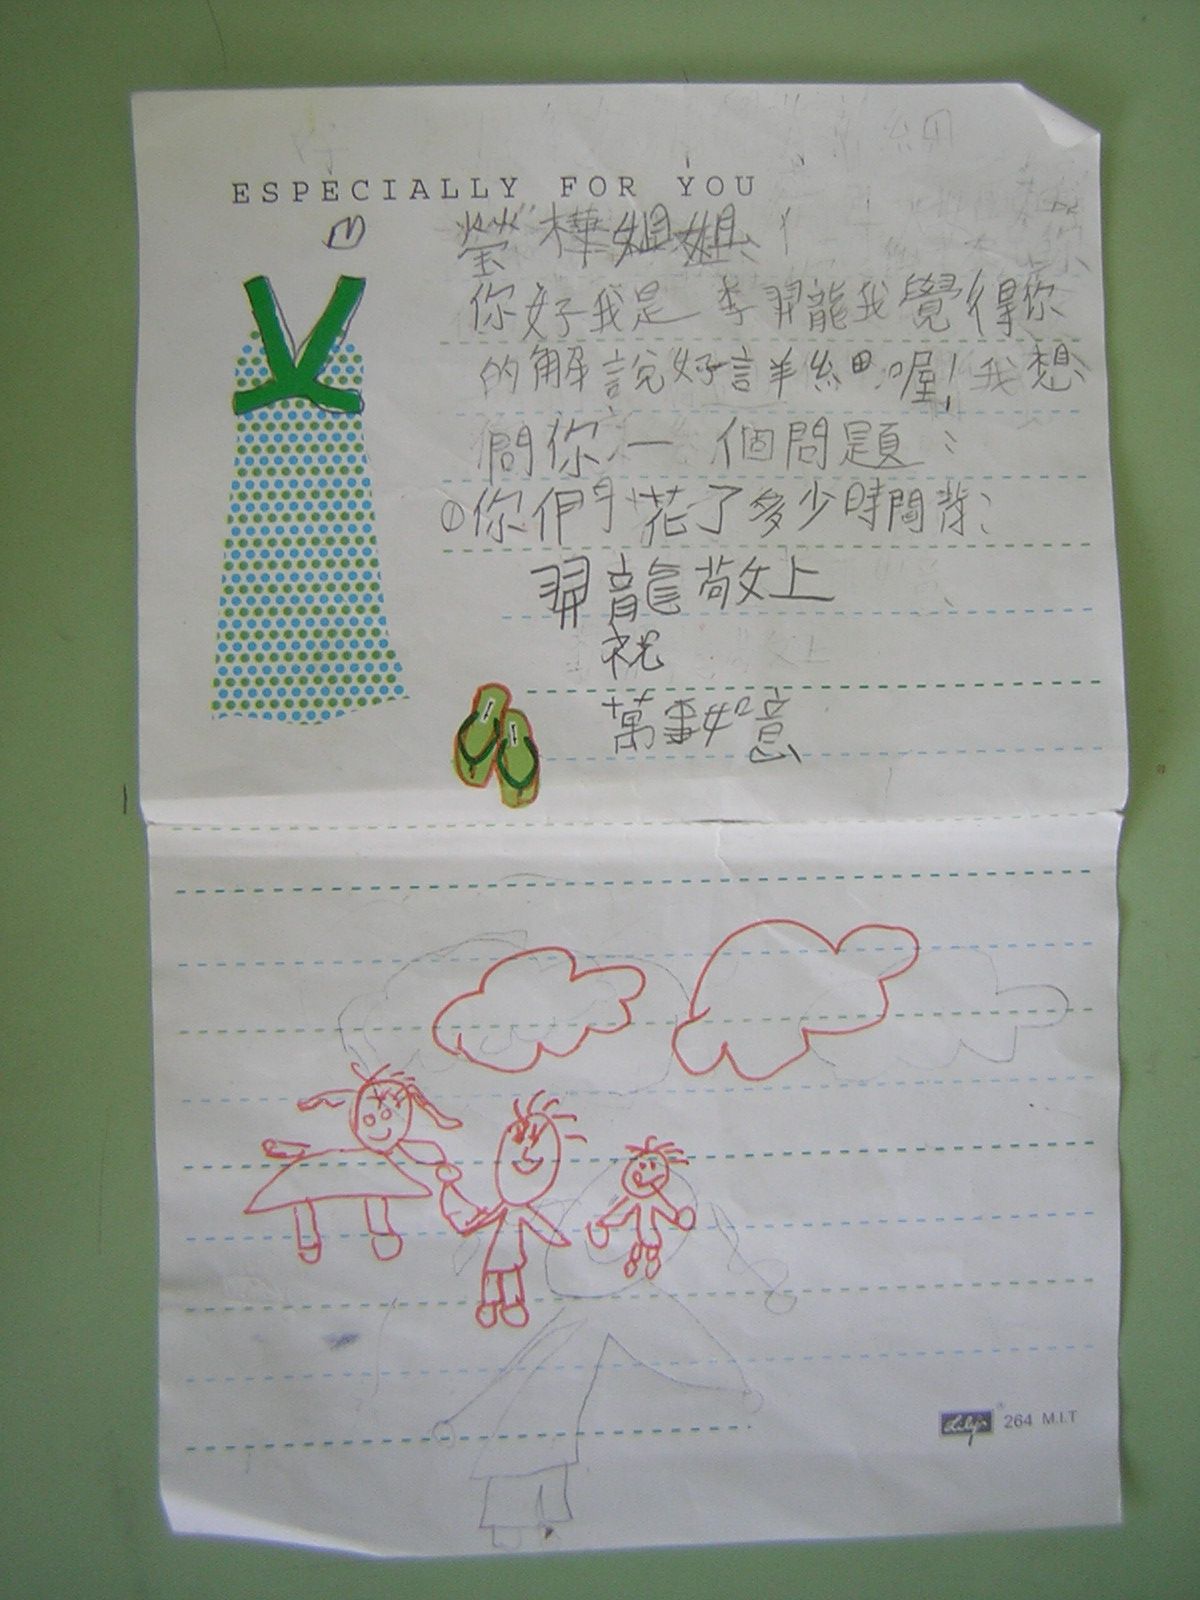 ESPECIALLY FOR YOU
瑩樺姐姐、
你好我是李羿龍我覺得你
的解說好詳細喔!我想
問你一個問題:
①你們花了多少時間背?
羿龍敬上
祝
萬事如意
264 M.I.T